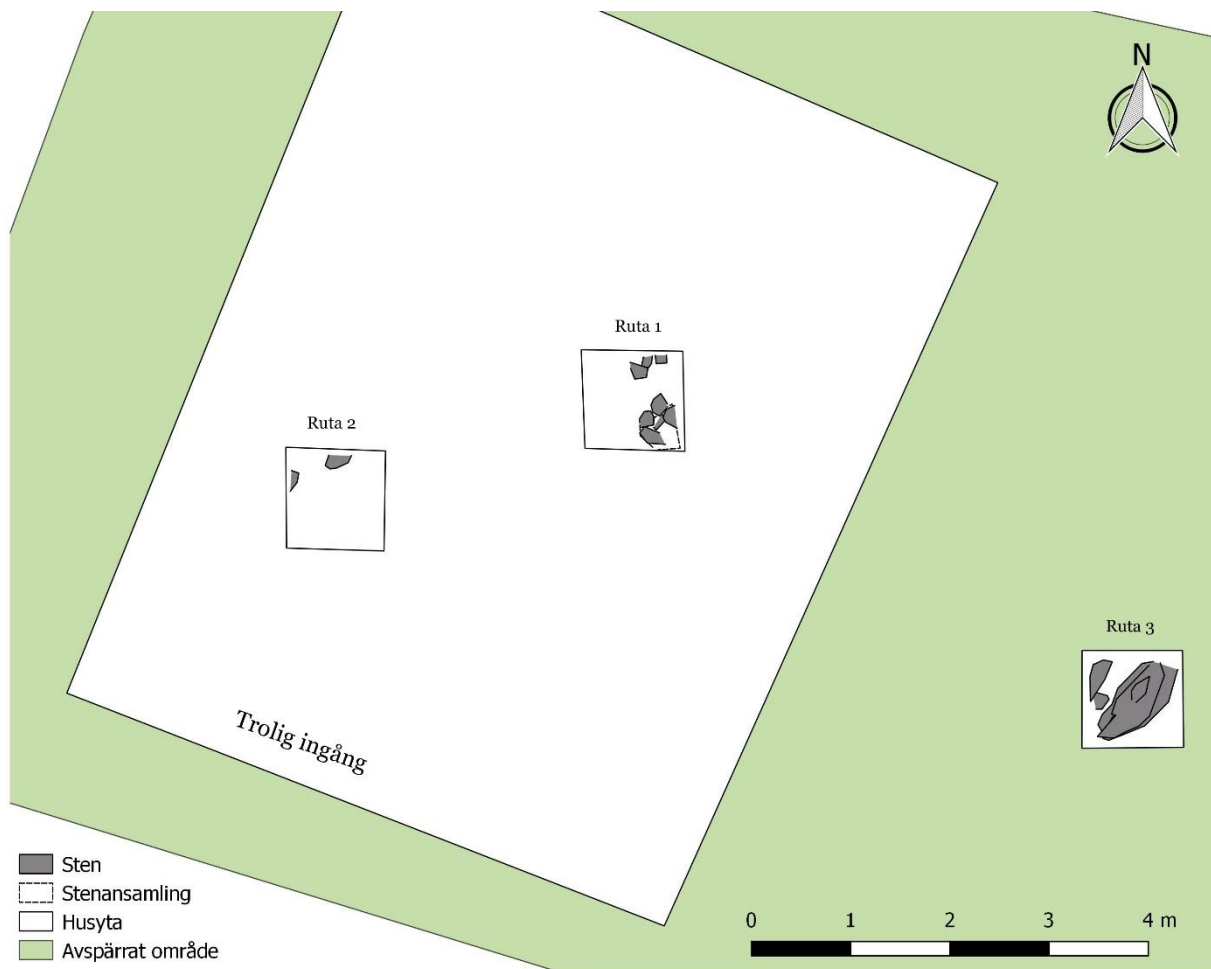 N
Ruta 1
Ruta 2
Ruta 3
Trolig ingång
Sten
Stenansamling
Husyta
Avspärrat område
0 1 2 3 4 m